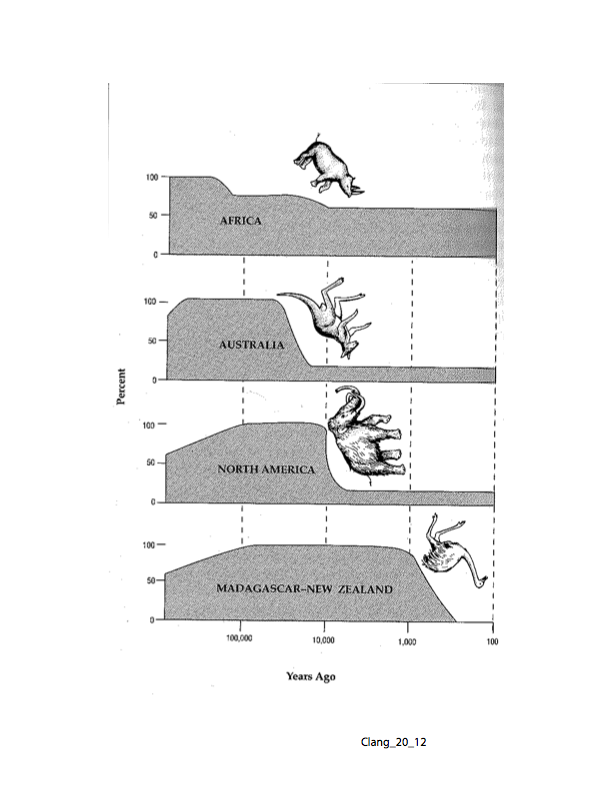 100
50
AFRICA
0
100
50
AUSTRALIA
0
Percent
100
50
NORTH AMERICA
0
100
50
MADAGASCAR–NEW ZEALAND
0
100,000 10,000 1,000 100
Years Ago
Clang_20_12